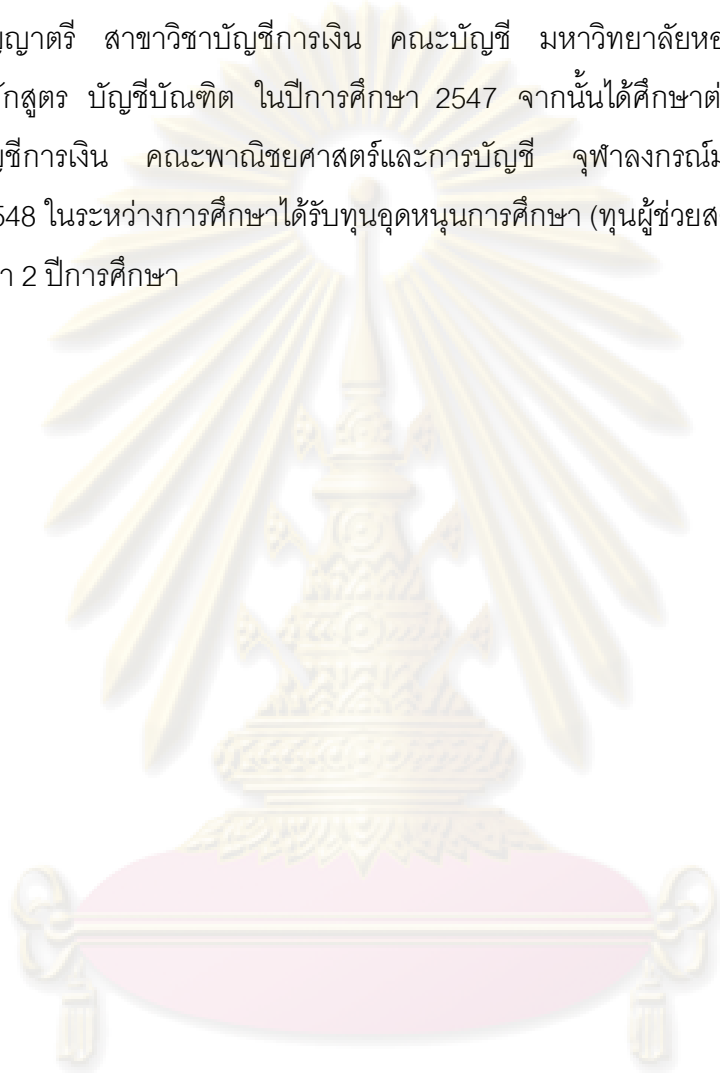 ญญาตรี สาขาวิชาบัญชีการเงิน คณะบัญชี มหาวิทยาลัยหอ
ักสูตร บัญชีบัณฑิต ในปีการศึกษา 2547 จากนั้นได้ศึกษาต่
ญชีการเงิน คณะพาณิชยศาสตร์และการบัญชี จุฬาลงกรณ์ม
548 ในระหว่างการศึกษาได้รับทุนอุดหนุนการศึกษา (ทุนผู้ช่วยส
า 2 ปีการศึกษา